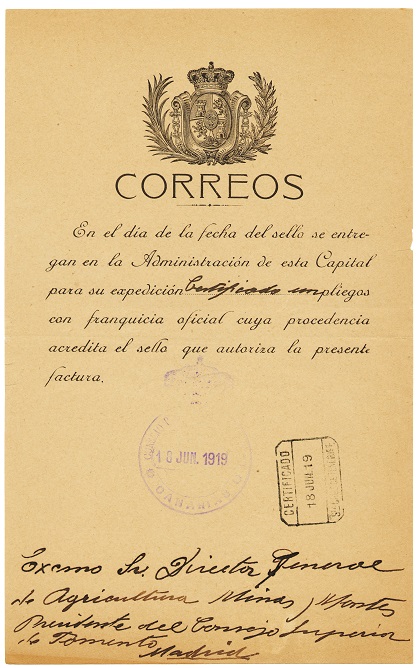 CORREOS
En el día de la fecha del sello se entre-
gan en la Administración de esta Capital
para su expedición Certificado un pliegos
con franquicia oficial cuya procedencia
acredita el sello que autoriza la presente
factura.
18 JUN. 1919
CERTIFICADO
18 JUN. 19
Excmo Sr. Director General
de Agricultura Minas y Montes
Presidente del Consejo Superior
de Fomento
Madrid